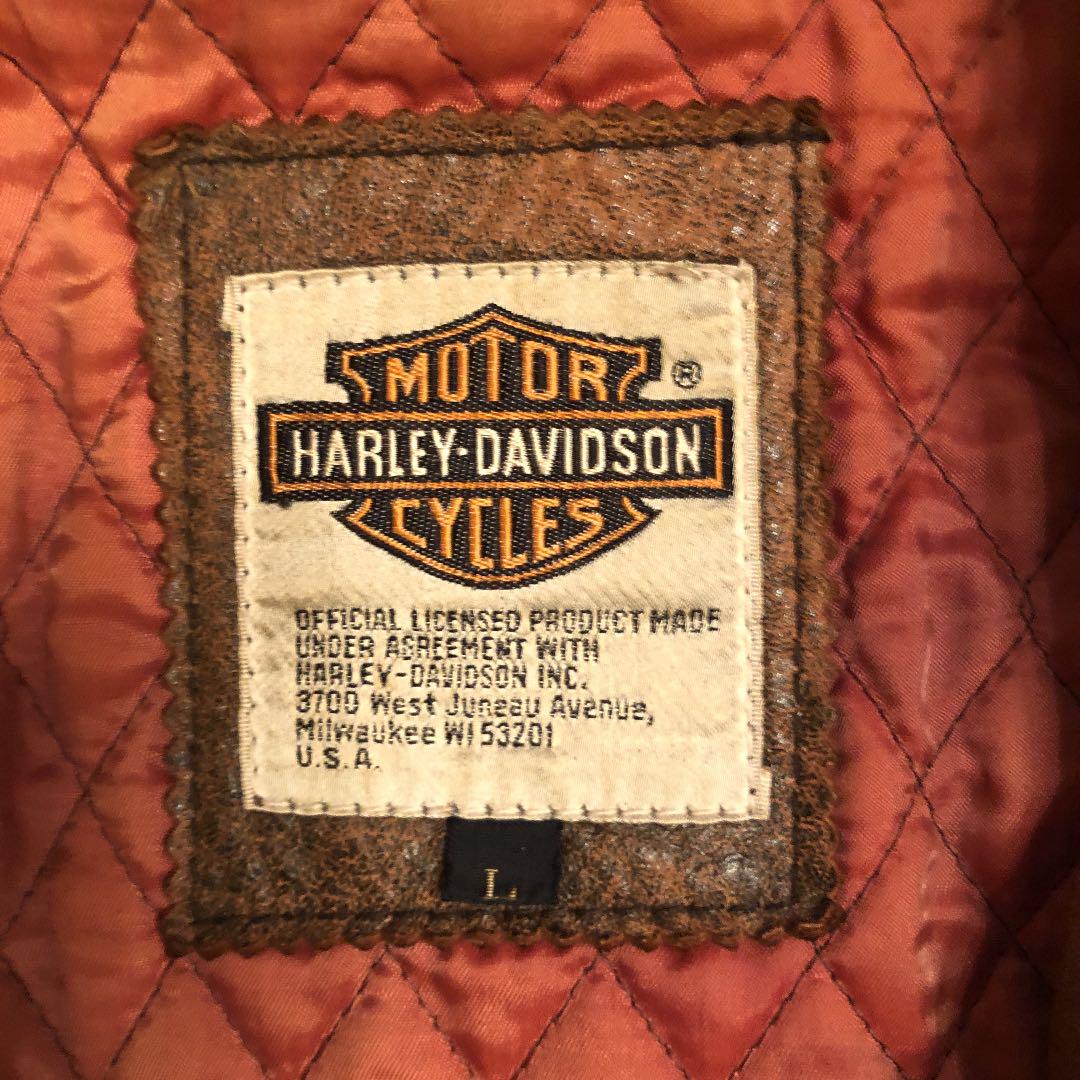 MOTOR ®
HARLEY-DAVIDSON
CYCLES
OFFICIAL LICENSED PRODUCT MADE
UNDER AGREEMENT WITH
HARLEY-DAVIDSON INC.
3700 West Juneau Avenue,
Milwaukee WI 53201
U.S.A.
L